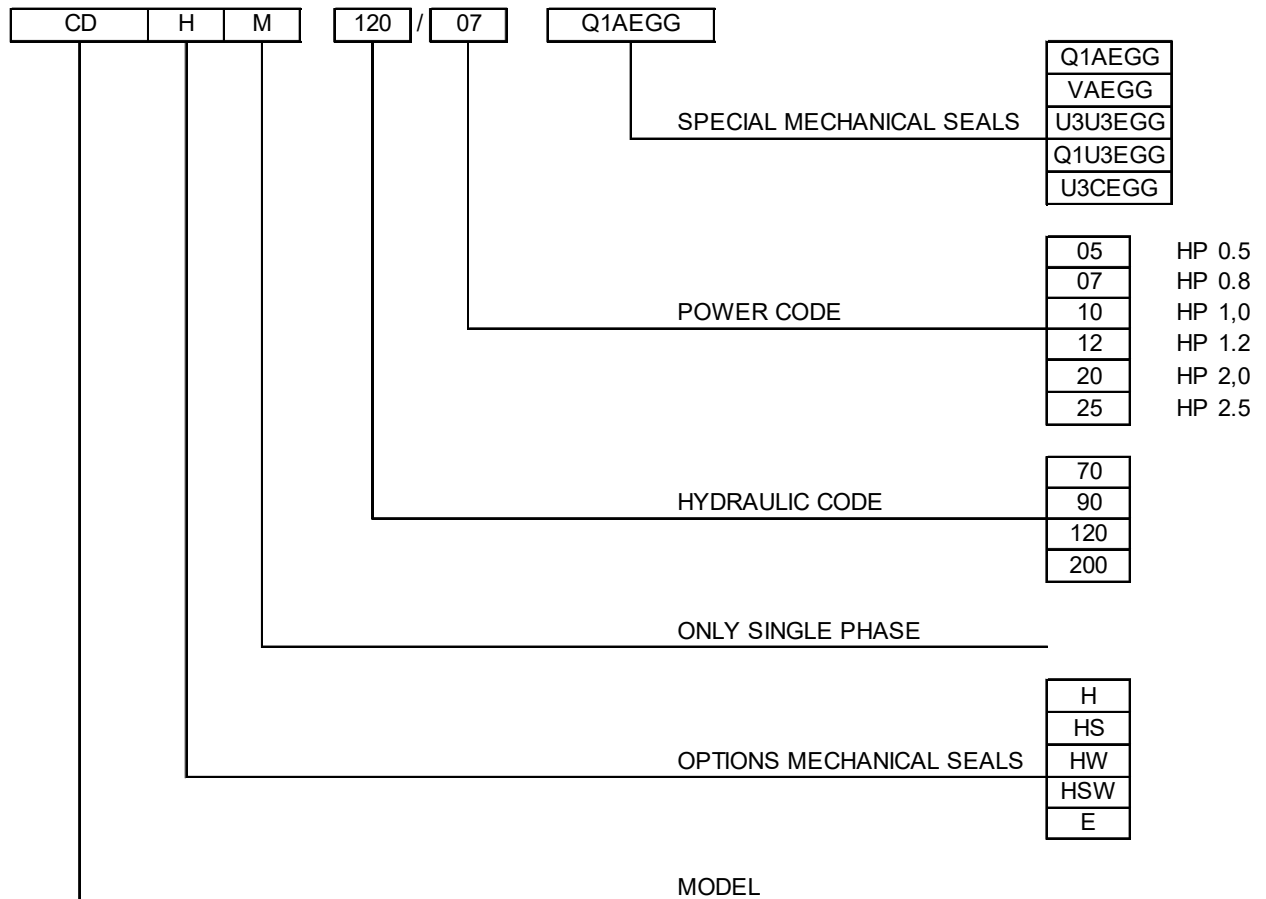 CD H M 120 / 07 Q1AEGG
Q1AEGG
VAEGG
SPECIAL MECHANICAL SEALS U3U3EGG
Q1U3EGG
U3CEGG
05 HP 0.5
07 HP 0.8
POWER CODE 10 HP 1,0
12 HP 1.2
20 HP 2,0
25 HP 2.5
70
HYDRAULIC CODE 90
120
200
ONLY SINGLE PHASE
H
HS
OPTIONS MECHANICAL SEALS HW
HSW
E
MODEL